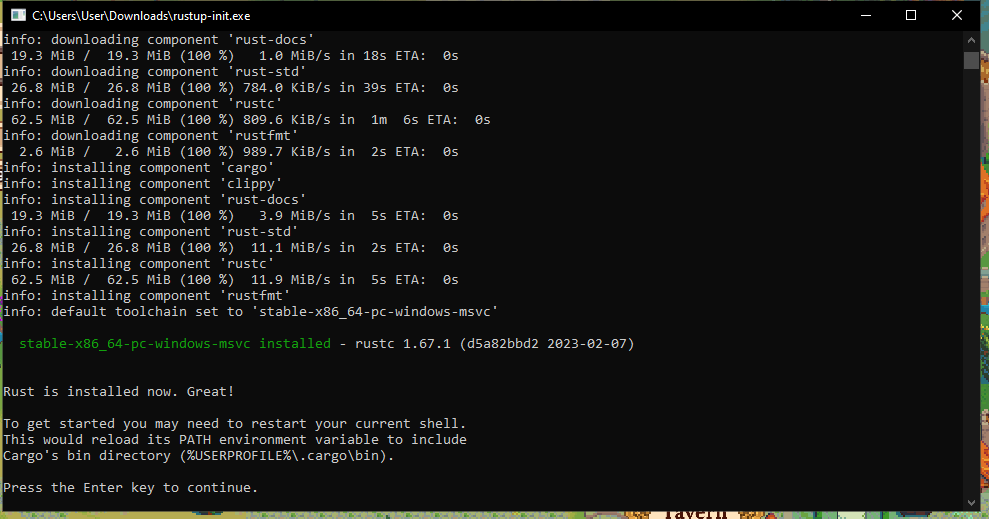 C:\Users\User\Downloads\rustup-init.exe
info: downloading component 'rust-docs'
 19.3 MiB /  19.3 MiB (100 %)   1.0 MiB/s in 18s ETA:  0s
info: downloading component 'rust-std'
 26.8 MiB /  26.8 MiB (100 %) 784.0 KiB/s in 39s ETA:  0s
info: downloading component 'rustc'
 62.5 MiB /  62.5 MiB (100 %) 809.6 KiB/s in  1m  6s ETA:  0s
info: downloading component 'rustfmt'
  2.6 MiB /   2.6 MiB (100 %) 989.7 KiB/s in  2s ETA:  0s
info: installing component 'cargo'
info: installing component 'clippy'
info: installing component 'rust-docs'
 19.3 MiB /  19.3 MiB (100 %)   3.9 MiB/s in  5s ETA:  0s
info: installing component 'rust-std'
 26.8 MiB /  26.8 MiB (100 %)  11.1 MiB/s in  2s ETA:  0s
info: installing component 'rustc'
 62.5 MiB /  62.5 MiB (100 %)  11.9 MiB/s in  5s ETA:  0s
info: installing component 'rustfmt'
info: default toolchain set to 'stable-x86_64-pc-windows-msvc'
  stable-x86_64-pc-windows-msvc installed - rustc 1.67.1 (d5a82bbd2 2023-02-07)
Rust is installed now. Great!
To get started you may need to restart your current shell.
This would reload its PATH environment variable to include
Cargo's bin directory (%USERPROFILE%\.cargo\bin).
Press the Enter key to continue.
Tavern